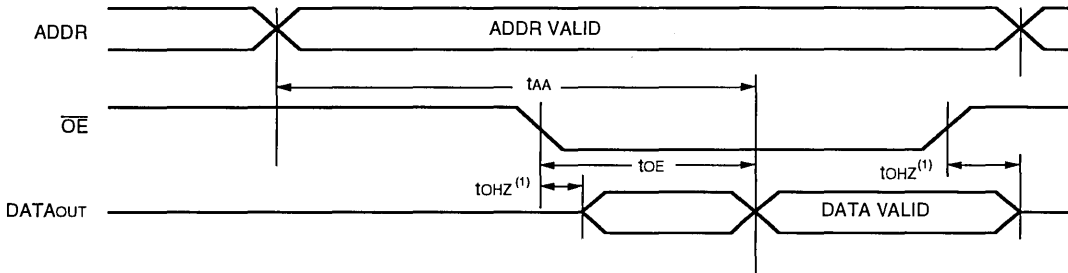 ADDR
ADDR VALID
tAA
OE
tOE
tOHZ(1)
tOHZ(1)
DATAOUT
DATA VALID